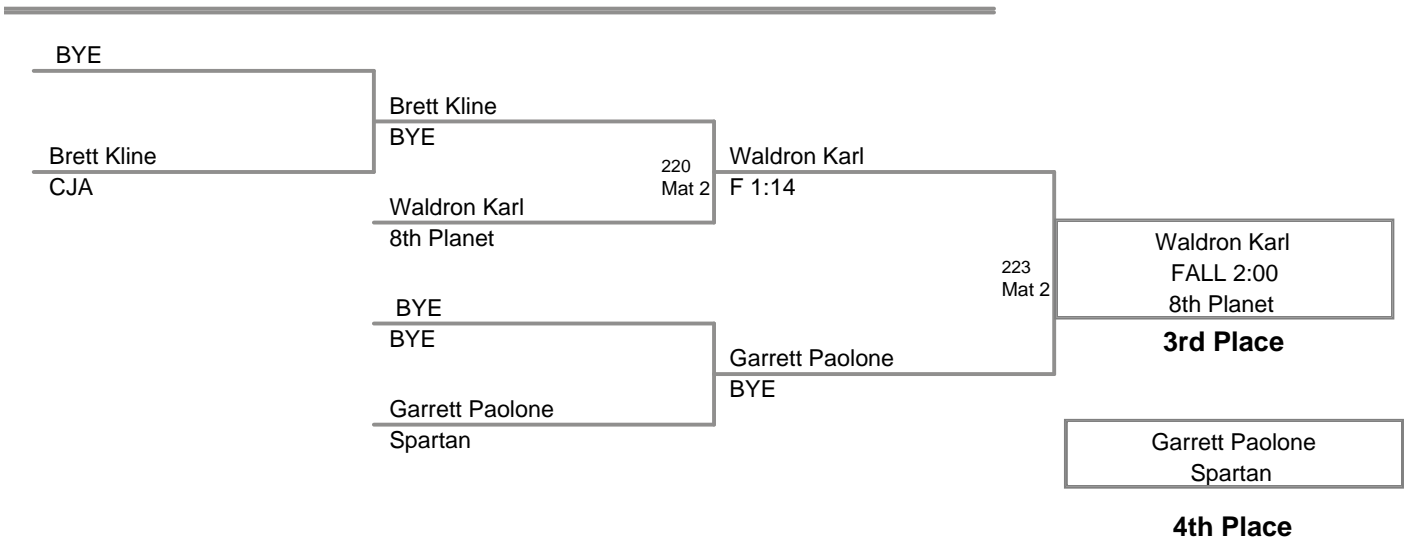 BYE
Brett Kline
CJA
Brett Kline
BYE
220
Mat 2
Waldron Karl
8th Planet
BYE
BYE
Garrett Paolone
Spartan
Waldron Karl
F 1:14
223
Mat 2
Garrett Paolone
BYE
Waldron Karl
FALL 2:00
8th Planet
3rd Place
Garrett Paolone
Spartan
4th Place